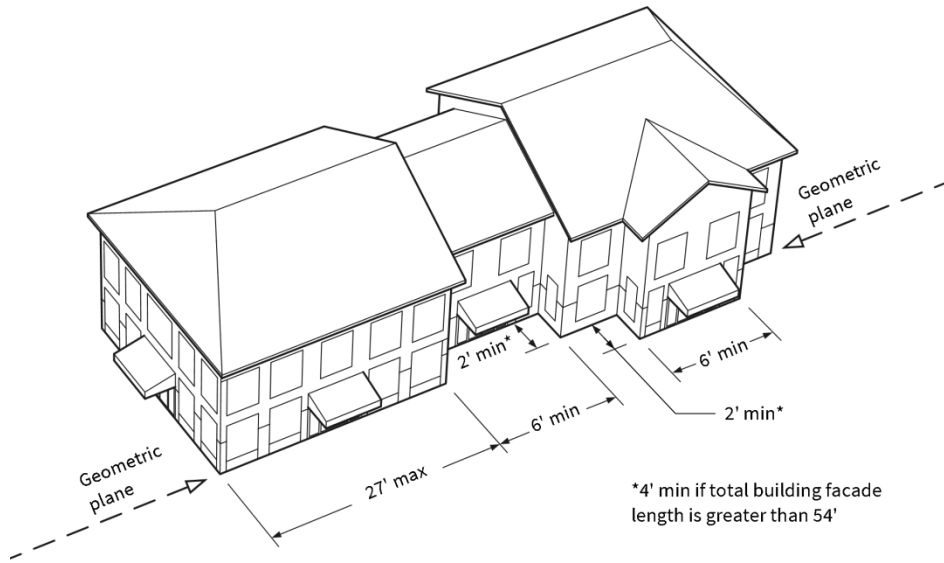 Geometric
plane
2' min*
6' min
6' min
2' min*
27' max
Geometric
plane
*4' min if total building facade
length is greater than 54'